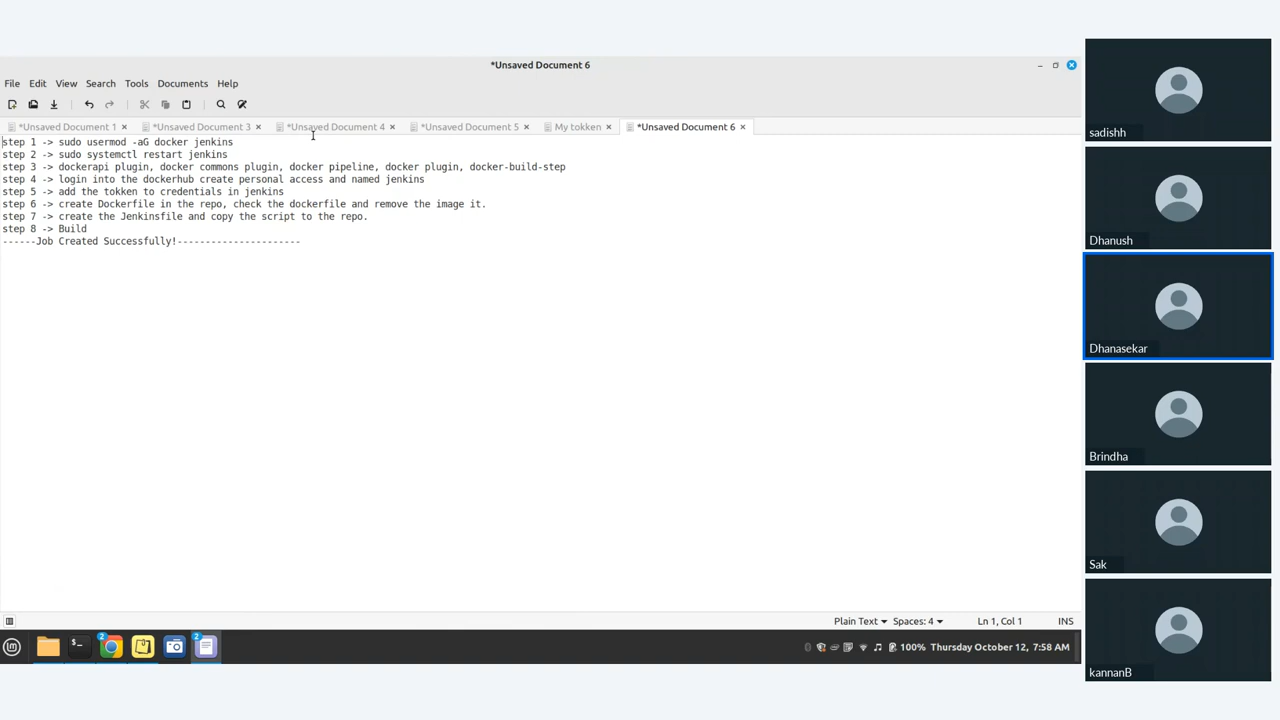 *Unsaved Document 6
File Edit View Search Tools Documents Help
*Unsaved Document 1 *Unsaved Document 3 *Unsaved Document 4 *Unsaved Document 5 My tokken *Unsaved Document 6
step 1 -> sudo usermod -aG docker jenkins
step 2 -> sudo systemctl restart jenkins
step 3 -> dockerapi plugin, docker commons plugin, docker pipeline, docker plugin, docker-build-step
step 4 -> login into the dockerhub create personal access and named jenkins
step 5 -> add the tokken to credentials in jenkins
step 6 -> create Dockerfile in the repo, check the dockerfile and remove the image it.
step 7 -> create the Jenkinsfile and copy the script to the repo.
step 8 -> Build
------Job Created Successfully!----------------------
Plain Text Spaces: 4 Ln 1, Col 1 INS
2 2 100% Thursday October 12, 7:58 AM
sadishh
Dhanush
Dhanasekar
Brindha
Sak
kannanB